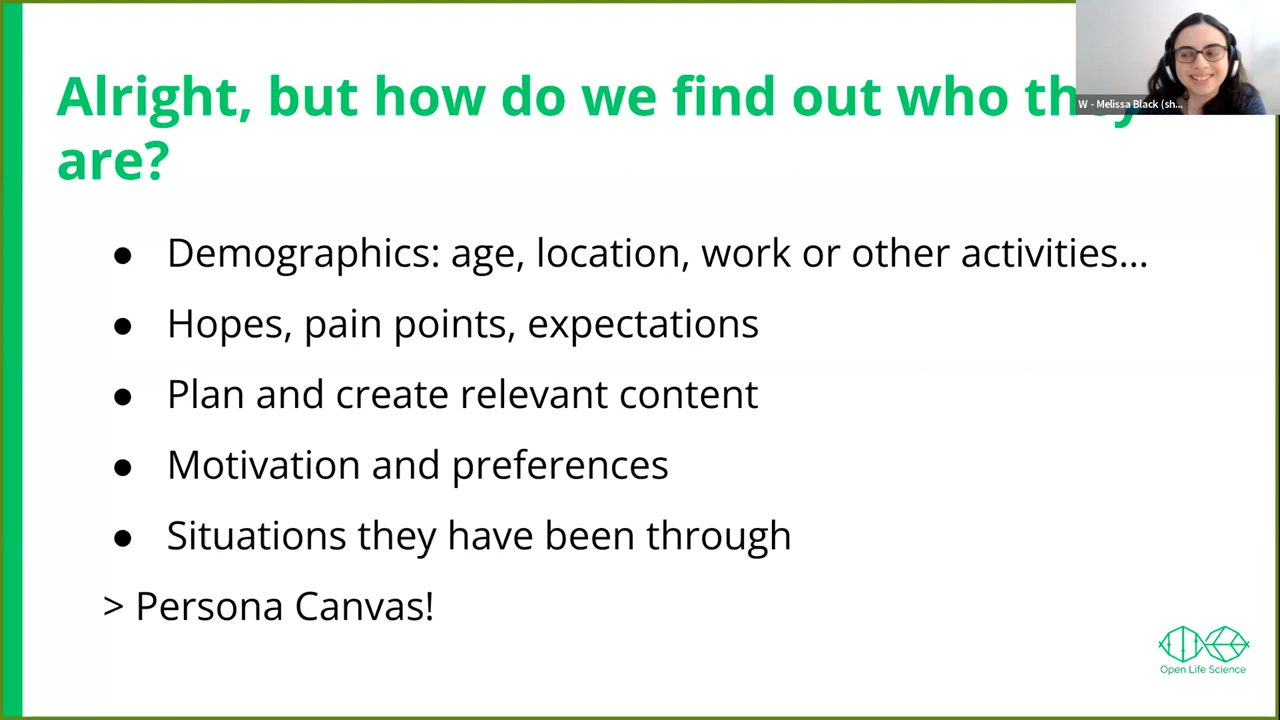 Alright, but how do we find out who they
are?
W - Melissa Black (sh...
● Demographics: age, location, work or other activities...
● Hopes, pain points, expectations
● Plan and create relevant content
● Motivation and preferences
● Situations they have been through
> Persona Canvas!
Open Life Science